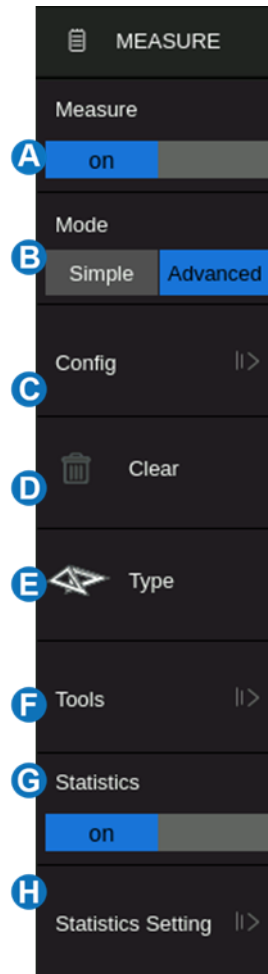 MEASURE
Measure
A
on
Mode
B
Simple Advanced
Config
C
Clear
D
E Type
F Tools
G Statistics
on
H
Statistics Setting